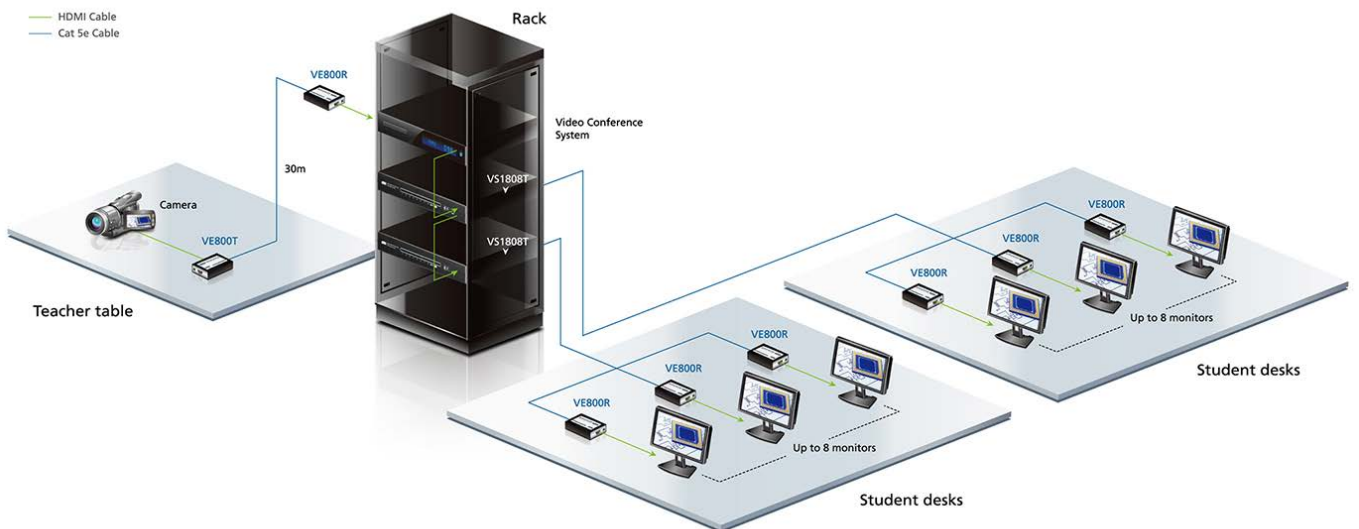 HDMI Cable
Cat 5e Cable
Rack
VE800R
Video Conference
System
30m
VS1808T
Camera
VE800T
VS1808T
Teacher table
VE800R
VE800R
VE800R
Up to 8 monitors
Student desks
VE800R
VE800R
VE800R
Up to 8 monitors
Student desks